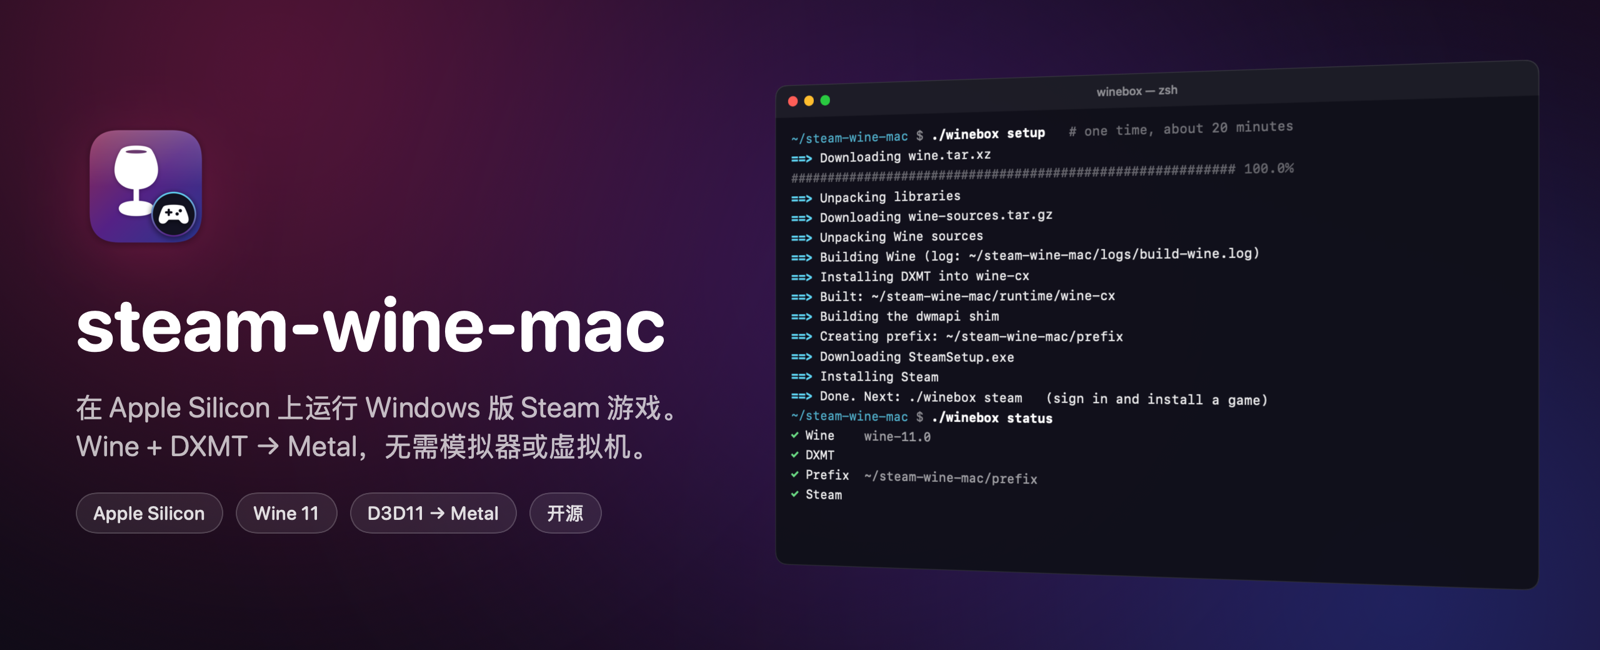 steam-wine-mac
在 Apple Silicon 上运行 Windows 版 Steam 游戏。
Wine + DXMT → Metal，无需模拟器或虚拟机。
Apple Silicon
Wine 11
D3D11 → Metal
开源
winebox — zsh
~/steam-wine-mac $ ./winebox setup   # one time, about 20 minutes
==> Downloading wine.tar.xz
########################################################### 100.0%
==> Unpacking libraries
==> Downloading wine-sources.tar.gz
==> Unpacking Wine sources
==> Building Wine (log: ~/steam-wine-mac/logs/build-wine.log)
==> Installing DXMT into wine-cx
==> Built: ~/steam-wine-mac/runtime/wine-cx
==> Building the dwmapi shim
==> Creating prefix: ~/steam-wine-mac/prefix
==> Downloading SteamSetup.exe
==> Installing Steam
==> Done. Next: ./winebox steam   (sign in and install a game)
~/steam-wine-mac $ ./winebox status
✓ Wine    wine-11.0
✓ DXMT
✓ Prefix  ~/steam-wine-mac/prefix
✓ Steam